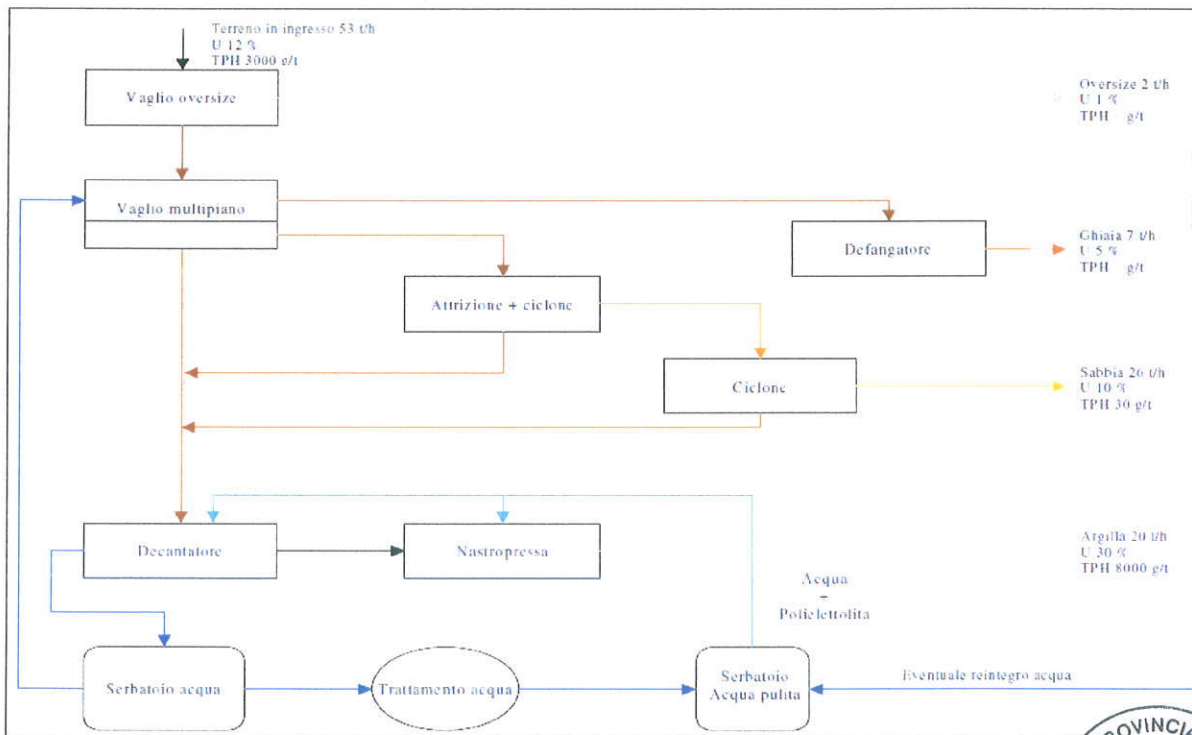 Terreno in ingresso 53 t/h
U 12 %
TPH 3000 g/t
Vaglio oversize
Oversize 2 t/h
U 1 %
TPH - g/t
Vaglio multipiano
Defangatore
Ghiaia 7 t/h
U 5 %
TPH - g/t
Attrizione + ciclone
Ciclone
Sabbia 26 t/h
U 10 %
TPH 30 g/t
Decantatore
Nastropressa
Argilla 20 t/h
U 30 %
TPH 8000 g/t
Acqua
+
Polielettolita
Serbatoio acqua
Trattamento acqua
Serbatoio
Acqua pulita
Eventuale reintegro acqua
PROVINCIA